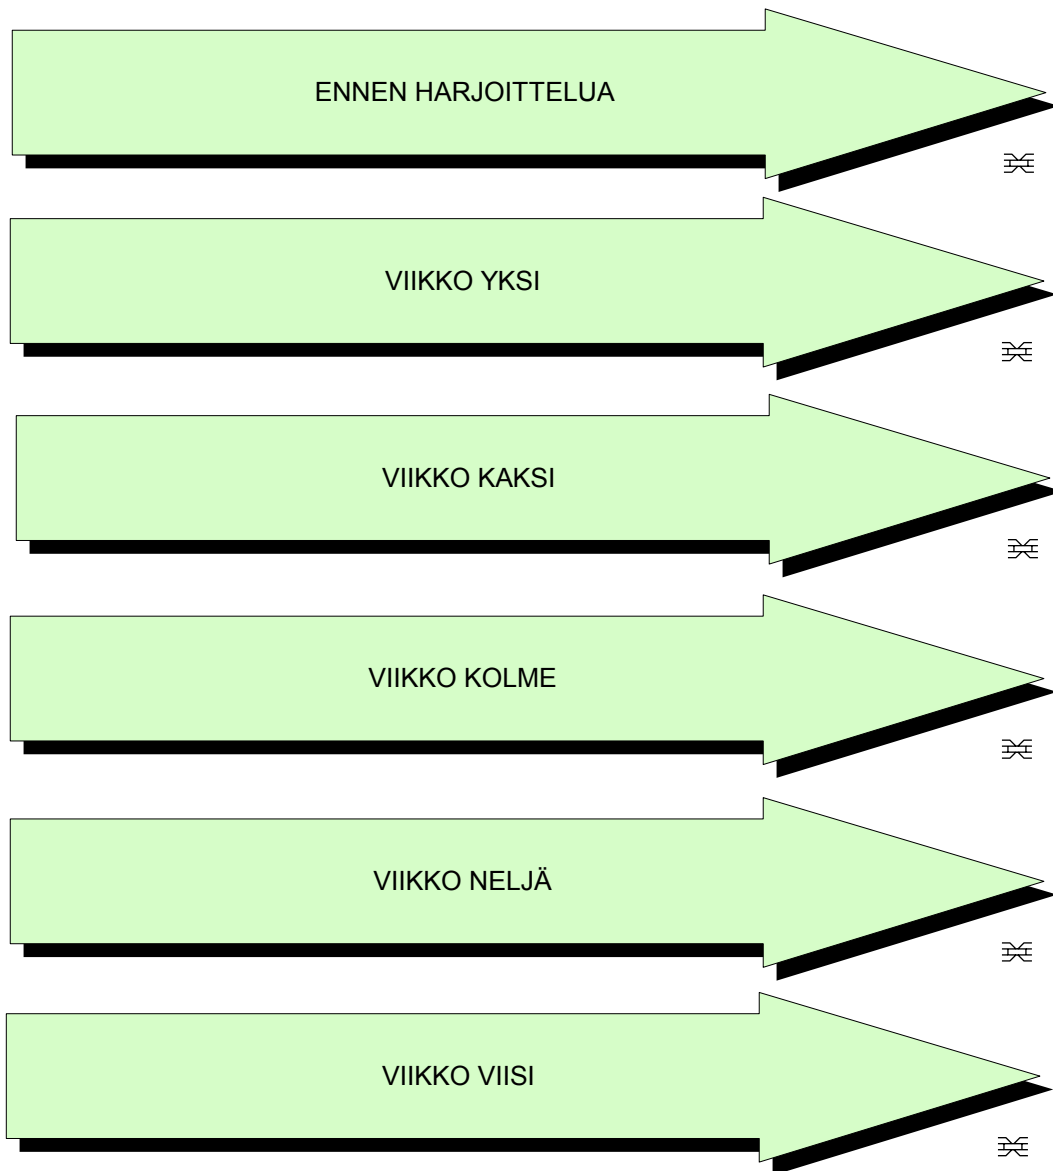 ENNEN HARJOITTELUA
VIIKKO YKSI
VIIKKO KAKSI
VIIKKO KOLME
VIIKKO NELJÄ
VIIKKO VIISI